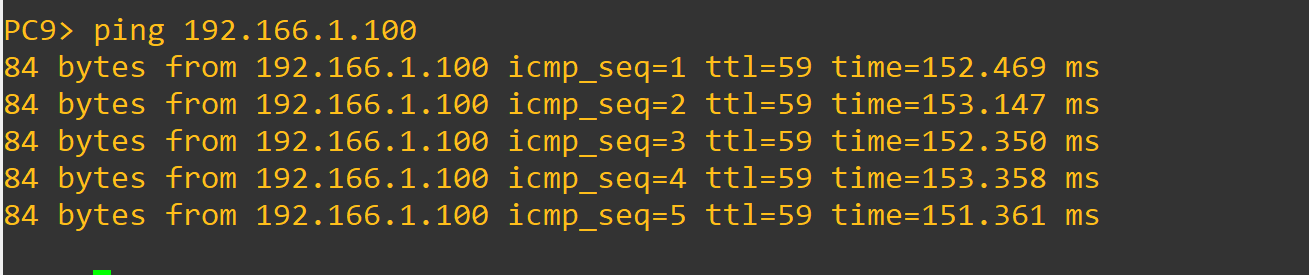 PC9> ping 192.166.1.100
84 bytes from 192.166.1.100 icmp_seq=1 ttl=59 time=152.469 ms
84 bytes from 192.166.1.100 icmp_seq=2 ttl=59 time=153.147 ms
84 bytes from 192.166.1.100 icmp_seq=3 ttl=59 time=152.350 ms
84 bytes from 192.166.1.100 icmp_seq=4 ttl=59 time=153.358 ms
84 bytes from 192.166.1.100 icmp_seq=5 ttl=59 time=151.361 ms